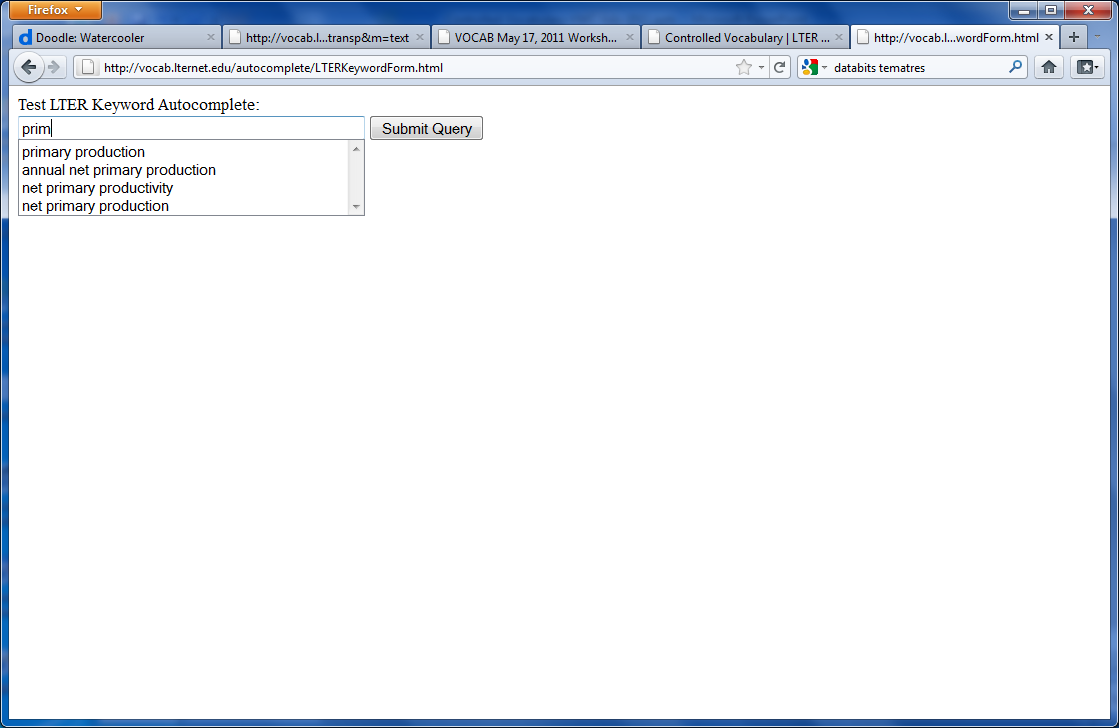 Firefox
Doodle: Watercooler
http://vocab.l...transp&m=text
VOCAB May 17, 2011 Worksh...
Controlled Vocabulary | LTER ...
http://vocab.l...wordForm.html
http://vocab.lternet.edu/autocomplete/LTERKeywordForm.html
databits tematres
Test LTER Keyword Autocomplete:
prim
Submit Query
primary production
annual net primary production
net primary productivity
net primary production